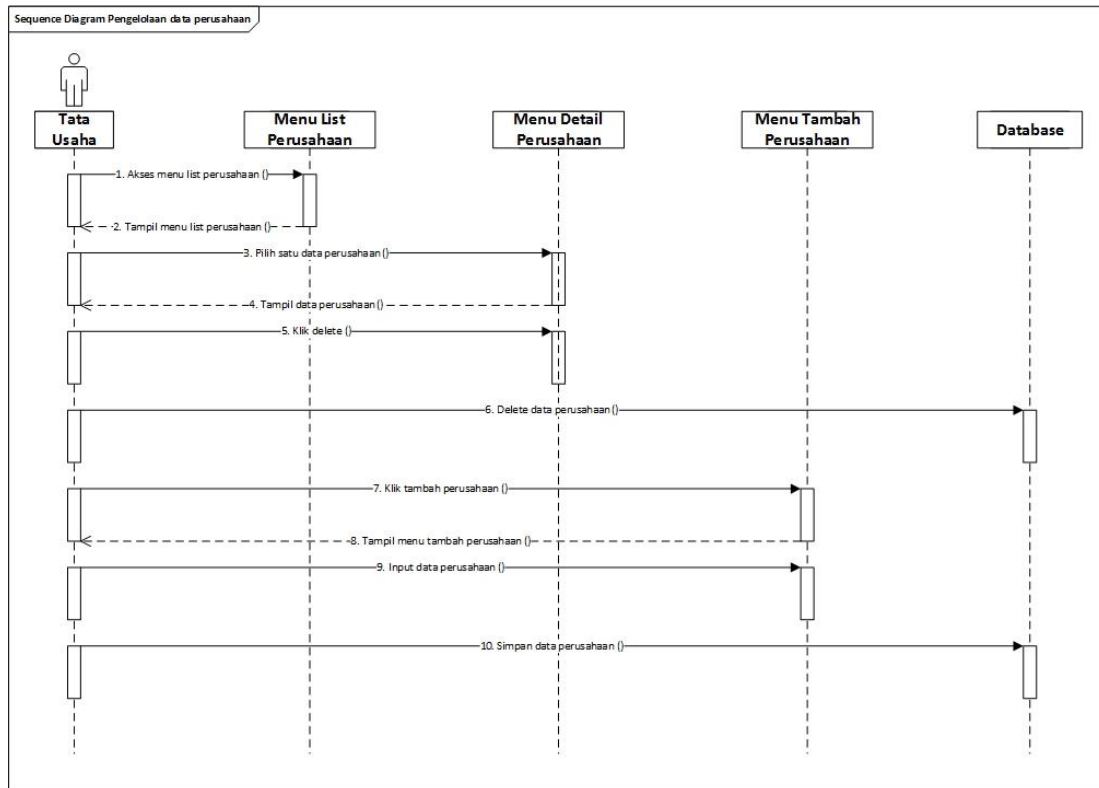 Sequence Diagram Pengelolaan data perusahaan
Tata
Usaha
Menu List
Perusahaan
Menu Detail
Perusahaan
Menu Tambah
Perusahaan
Database
1. Akses menu list perusahaan ()
2. Tampil menu list perusahaan ()
3. Pilih satu data perusahaan ()
4. Tampil data perusahaan ()
5. Klik delete ()
6. Delete data perusahaan ()
7. Klik tambah perusahaan ()
8. Tampil menu tambah perusahaan ()
9. Input data perusahaan ()
10. Simpan data perusahaan ()